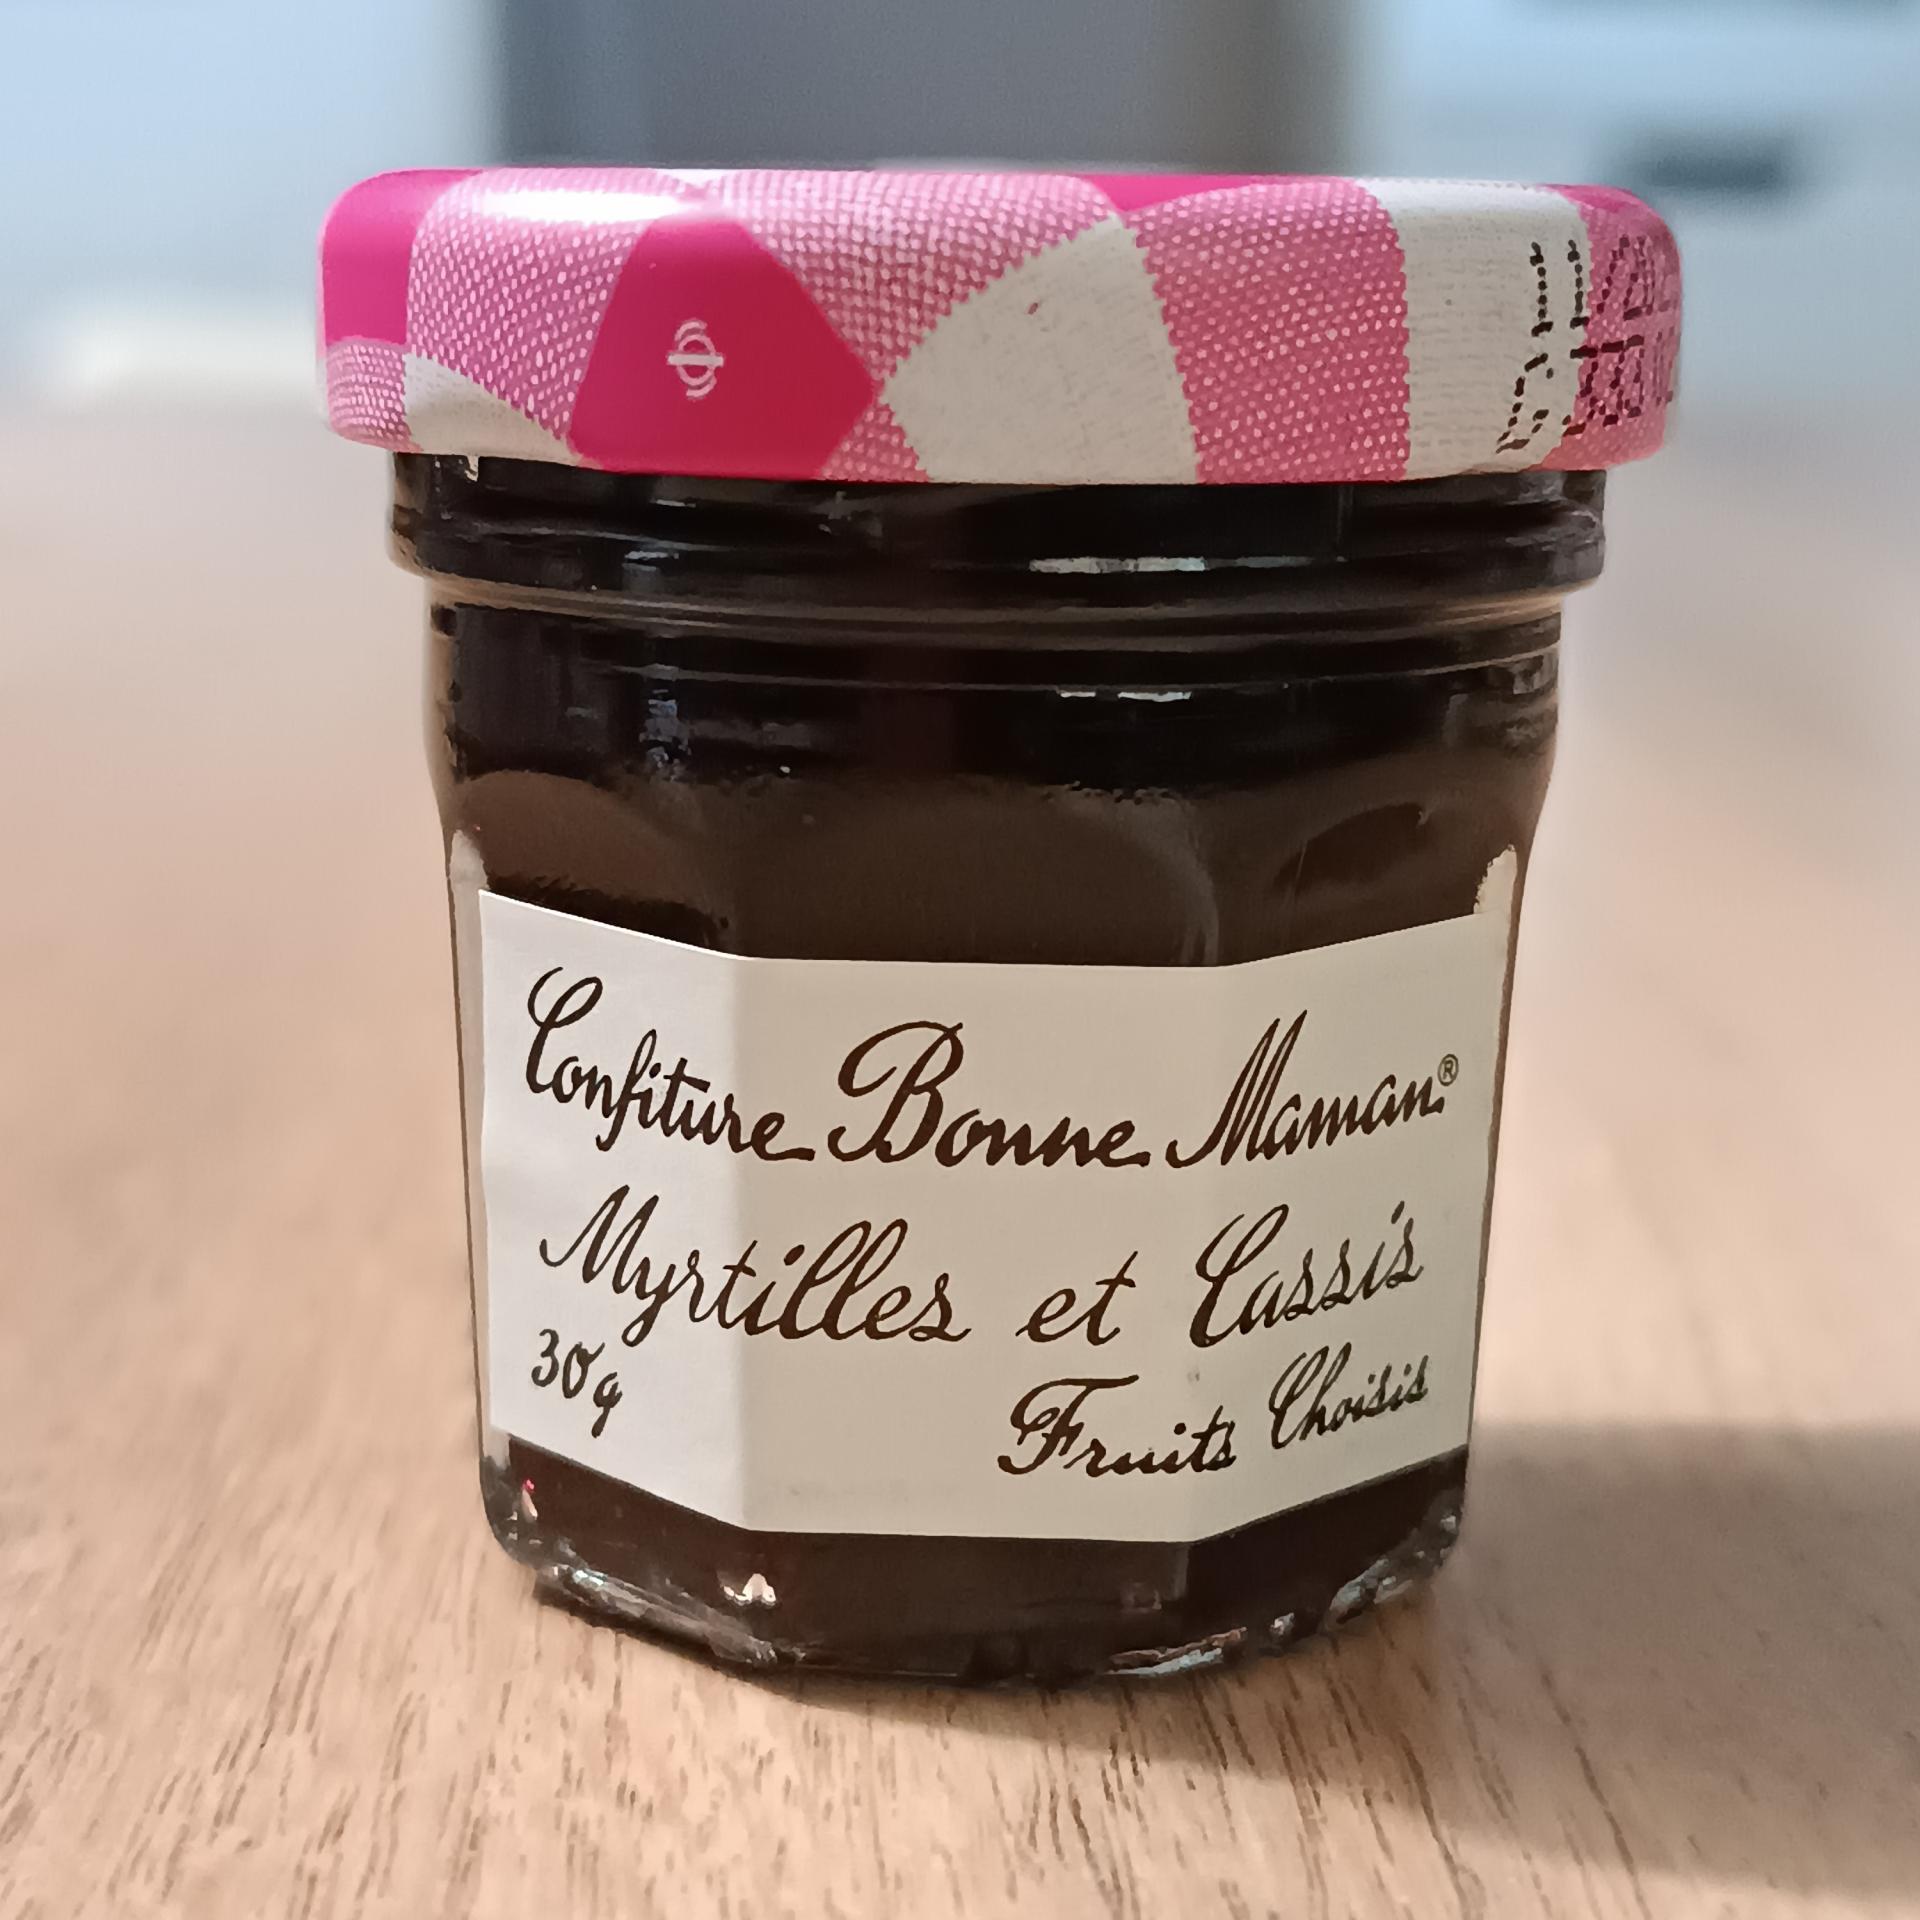 Confiture Bonne Maman®
Myrtilles et Cassis
30g
Fruits Choisis